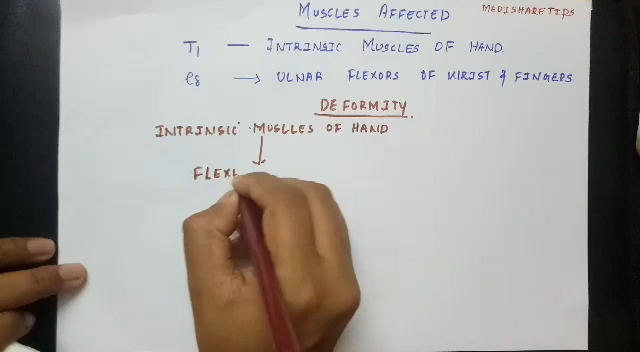 MUSCLES AFFECTED
MEDISHARETIPS
T1 — INTRINSIC MUSCLES OF HAND
C8 → ULNAR FLEXORS OF WRIST & FINGERS
DEFORMITY.
INTRINSIC MUSCLES OF HAND
↓
FLEXI